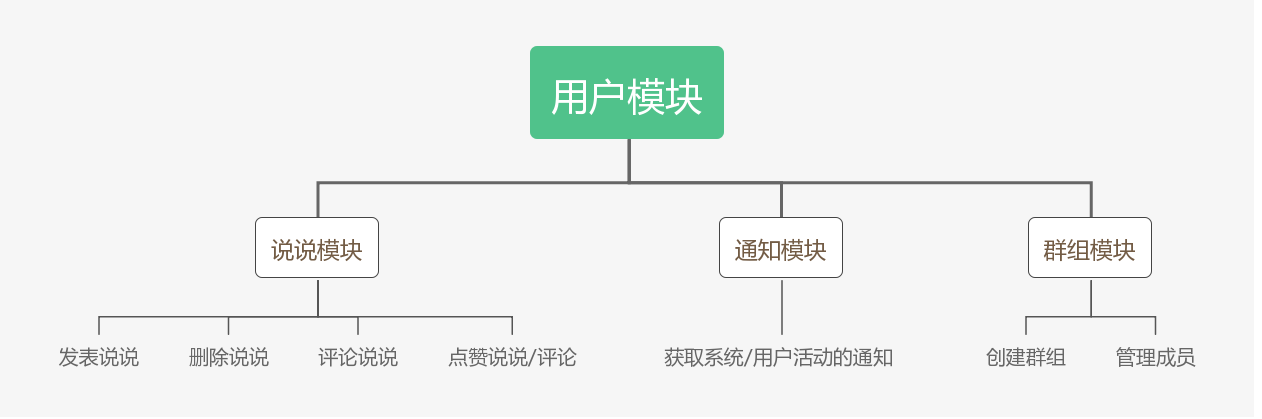 用户模块
说说模块
通知模块
群组模块
发表说说
删除说说
评论说说
点赞说说/评论
获取系统/用户活动的通知
创建群组
管理成员